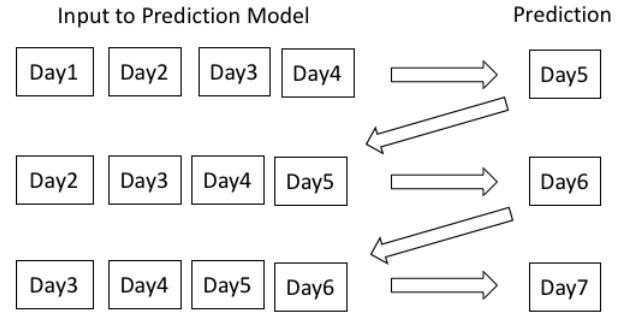 Input to Prediction Model Prediction
Day1 Day2 Day3 Day4 Day5
Day2 Day3 Day4 Day5 Day6
Day3 Day4 Day5 Day6 Day7